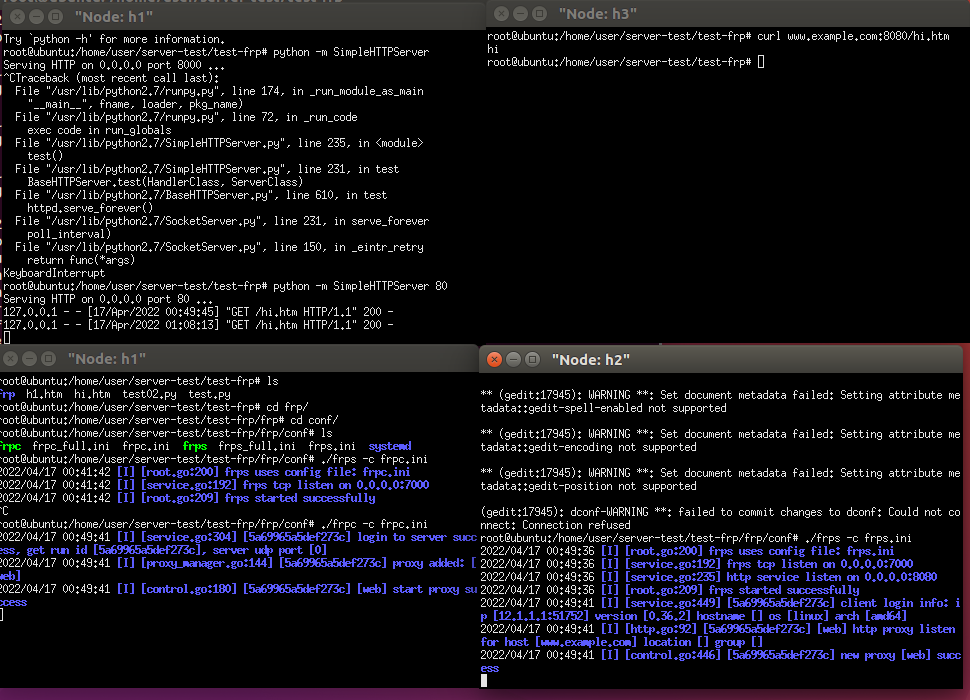 "Node: h1"
Try `python -h' for more information.
root@ubuntu:/home/user/server-test/test-frp# python -m SimpleHTTPServer
Serving HTTP on 0.0.0.0 port 8000 ...
^CTraceback (most recent call last):
File "/usr/lib/python2.7/runpy.py", line 174, in _run_module_as_main
"__main__", fname, loader, pkg_name)
File "/usr/lib/python2.7/runpy.py", line 72, in _run_code
exec code in run_globals
File "/usr/lib/python2.7/SimpleHTTPServer.py", line 235, in <module>
test()
File "/usr/lib/python2.7/SimpleHTTPServer.py", line 231, in test
BaseHTTPServer.test(HandlerClass, ServerClass)
File "/usr/lib/python2.7/BaseHTTPServer.py", line 610, in test
httpd.serve_forever()
File "/usr/lib/python2.7/SocketServer.py", line 231, in serve_forever
poll_interval)
File "/usr/lib/python2.7/SocketServer.py", line 150, in _eintr_retry
return func(*args)
KeyboardInterrupt
root@ubuntu:/home/user/server-test/test-frp# python -m SimpleHTTPServer 80
Serving HTTP on 0.0.0.0 port 80 ...
127.0.0.1 - - [17/Apr/2022 00:49:45] "GET /hi.htm HTTP/1.1" 200 -
127.0.0.1 - - [17/Apr/2022 01:08:13] "GET /hi.htm HTTP/1.1" 200 -
"Node: h3"
root@ubuntu:/home/user/server-test/test-frp# curl www.example.com:8080/hi.htm
hi
root@ubuntu:/home/user/server-test/test-frp#
"Node: h1"
root@ubuntu:/home/user/server-test/test-frp# ls
frp h1.htm hi.htm test02.py test.py
root@ubuntu:/home/user/server-test/test-frp# cd frp/
root@ubuntu:/home/user/server-test/test-frp/frp# cd conf/
root@ubuntu:/home/user/server-test/test-frp/frp/conf# ls
frpc frpc_full.ini frpc.ini frps frps_full.ini frps.ini systemd
root@ubuntu:/home/user/server-test/test-frp/frp/conf# ./frps -c frpc.ini
2022/04/17 00:41:42 [I] [root.go:200] frps uses config file: frpc.ini
2022/04/17 00:41:42 [I] [service.go:192] frps tcp listen on 0.0.0.0:7000
2022/04/17 00:41:42 [I] [root.go:209] frps started successfully
^C
root@ubuntu:/home/user/server-test/test-frp/frp/conf# ./frpc -c frpc.ini
2022/04/17 00:49:41 [I] [service.go:304] [5a69965a5def273c] login to server succ
ess, get run id [5a69965a5def273c], server udp port [0]
2022/04/17 00:49:41 [I] [proxy_manager.go:144] [5a69965a5def273c] proxy added: [
web]
2022/04/17 00:49:41 [I] [control.go:180] [5a69965a5def273c] [web] start proxy su
ccess
"Node: h2"
** (gedit:17945): WARNING **: Set document metadata failed: Setting attribute me
tadata::gedit-spell-enabled not supported
** (gedit:17945): WARNING **: Set document metadata failed: Setting attribute me
tadata::gedit-encoding not supported
** (gedit:17945): WARNING **: Set document metadata failed: Setting attribute me
tadata::gedit-position not supported
(gedit:17945): dconf-WARNING **: failed to commit changes to dconf: Could not co
nnect: Connection refused
root@ubuntu:/home/user/server-test/test-frp/frp/conf# ./frps -c frps.ini
2022/04/17 00:49:36 [I] [root.go:200] frps uses config file: frps.ini
2022/04/17 00:49:36 [I] [service.go:192] frps tcp listen on 0.0.0.0:7000
2022/04/17 00:49:36 [I] [service.go:235] http service listen on 0.0.0.0:8080
2022/04/17 00:49:36 [I] [root.go:209] frps started successfully
2022/04/17 00:49:41 [I] [service.go:449] [5a69965a5def273c] client login info: i
p [12.1.1.1:51752] version [0.36.2] hostname [] os [linux] arch [amd64]
2022/04/17 00:49:41 [I] [http.go:92] [5a69965a5def273c] [web] http proxy listen
for host [www.example.com] location [] group []
2022/04/17 00:49:41 [I] [control.go:446] [5a69965a5def273c] new proxy [web] succ
ess